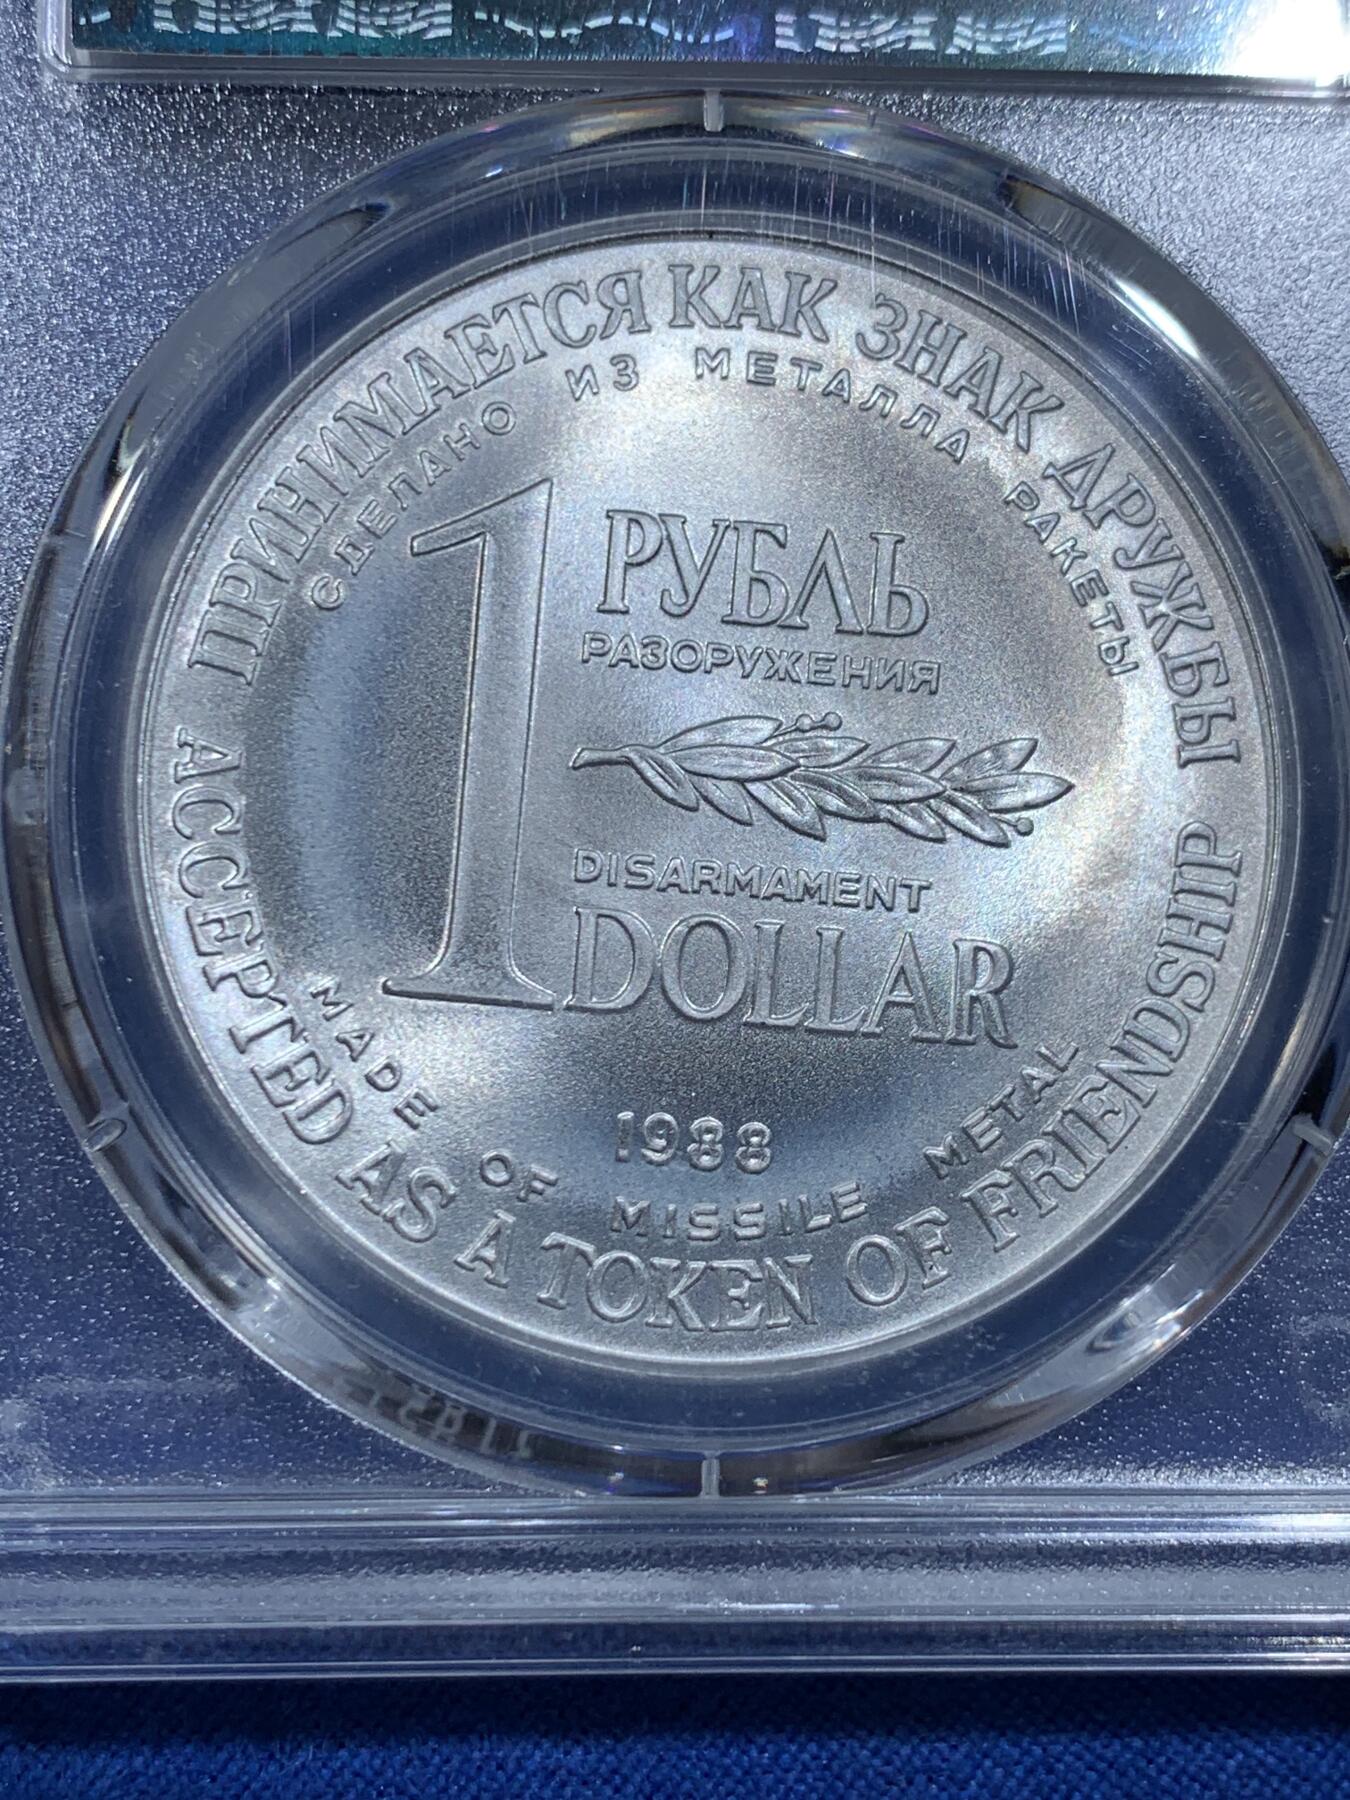 ПРИНИМАЕТСЯ КАК ЗНАК ДРУЖБЫ
СДЕЛАНО ИЗ МЕТАЛЛА РАКЕТЫ
1 РУБЛЬ
РАЗОРУЖЕНИЯ
DISARMAMENT
DOLLAR
1988
MADE OF MISSILE METAL
ACCEPTED AS A TOKEN OF FRIENDSHIP